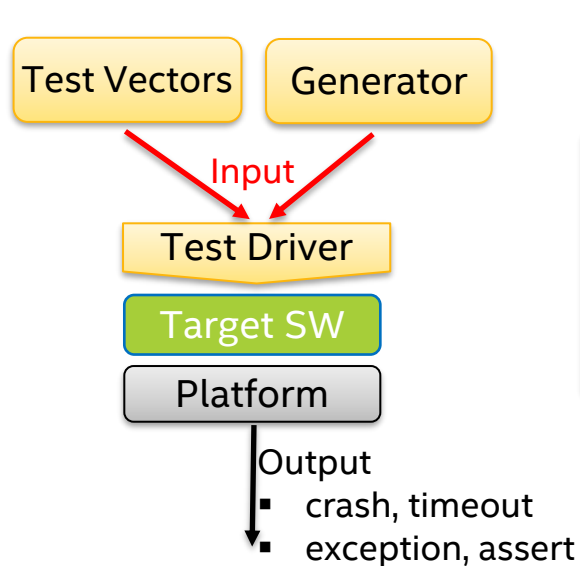 Test Vectors
Generator
Input
Test Driver
Target SW
Platform
Output
▪ crash, timeout
▪ exception, assert